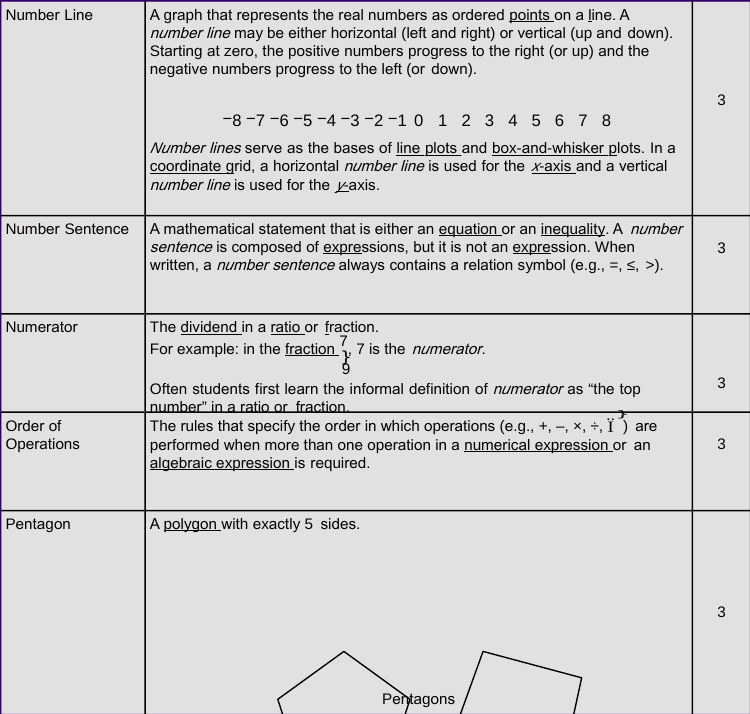 Number Line
A graph that represents the real numbers as ordered points on a line. A
number line may be either horizontal (left and right) or vertical (up and down).
Starting at zero, the positive numbers progress to the right (or up) and the
negative numbers progress to the left (or down).
−8 −7 −6 −5 −4 −3 −2 −1 0 1 2 3 4 5 6 7 8
Number lines serve as the bases of line plots and box-and-whisker plots. In a
coordinate grid, a horizontal number line is used for the x-axis and a vertical
number line is used for the y-axis.
3
Number Sentence
A mathematical statement that is either an equation or an inequality. A number
sentence is composed of expressions, but it is not an expression. When
written, a number sentence always contains a relation symbol (e.g., =, ≤, >).
3
Numerator
The dividend in a ratio or fraction.
For example: in the fraction 7/9, 7 is the numerator.
Often students first learn the informal definition of numerator as “the top
number” in a ratio or fraction.
3
Order of
Operations
The rules that specify the order in which operations (e.g., +, –, ×, ÷, Ï) are
performed when more than one operation in a numerical expression or an
algebraic expression is required.
3
Pentagon
A polygon with exactly 5 sides.
3
Pentagons